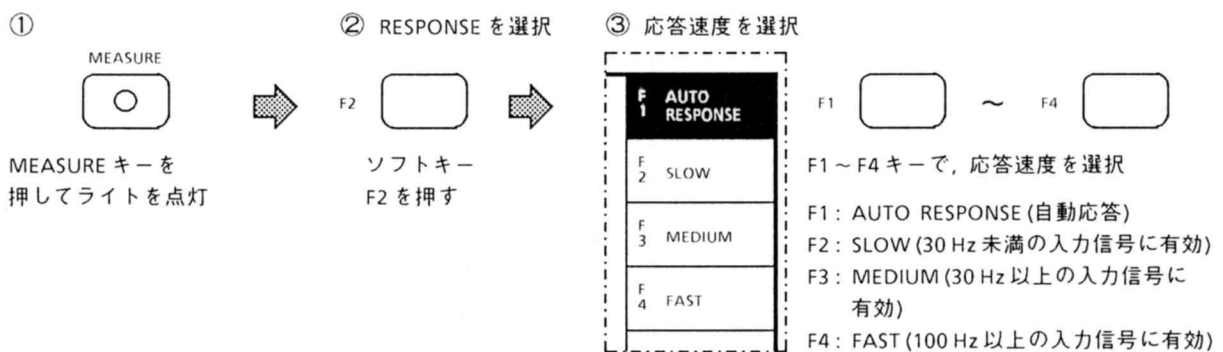 ① ② RESPONSE を選択 ③ 応答速度を選択
MEASURE
F2
F1 AUTO RESPONSE
F2 SLOW
F3 MEDIUM
F4 FAST
F1 ～ F4
MEASURE キーを
押してライトを点灯
ソフトキー
F2 を押す
F1～F4 キーで, 応答速度を選択
F1 : AUTO RESPONSE (自動応答)
F2 : SLOW (30 Hz 未満の入力信号に有効)
F3 : MEDIUM (30 Hz 以上の入力信号に
有効)
F4 : FAST (100 Hz 以上の入力信号に有効)